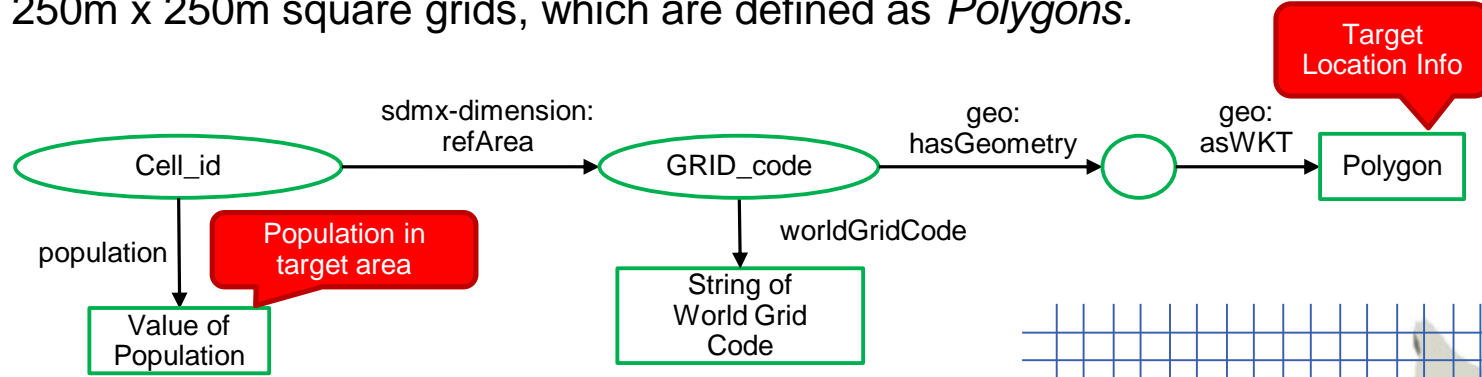 250m x 250m square grids, which are defined as Polygons.
Target
Location Info
sdmx-dimension:
refArea
geo:
hasGeometry
geo:
asWKT
Cell_id
GRID_code
Polygon
population
Population in
target area
worldGridCode
Value of
Population
String of
World Grid
Code